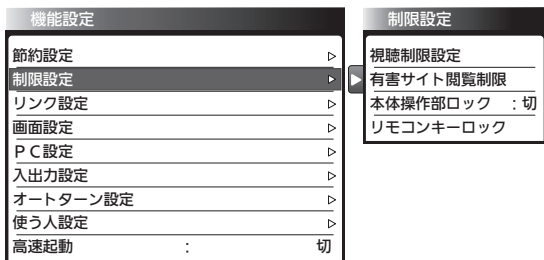 機能設定
節約設定
制限設定
リンク設定
画面設定
ＰＣ設定
入出力設定
オートターン設定
使う人設定
高速起動 : 切
制限設定
視聴制限設定
有害サイト閲覧制限
本体操作部ロック :切
リモコンキーロック